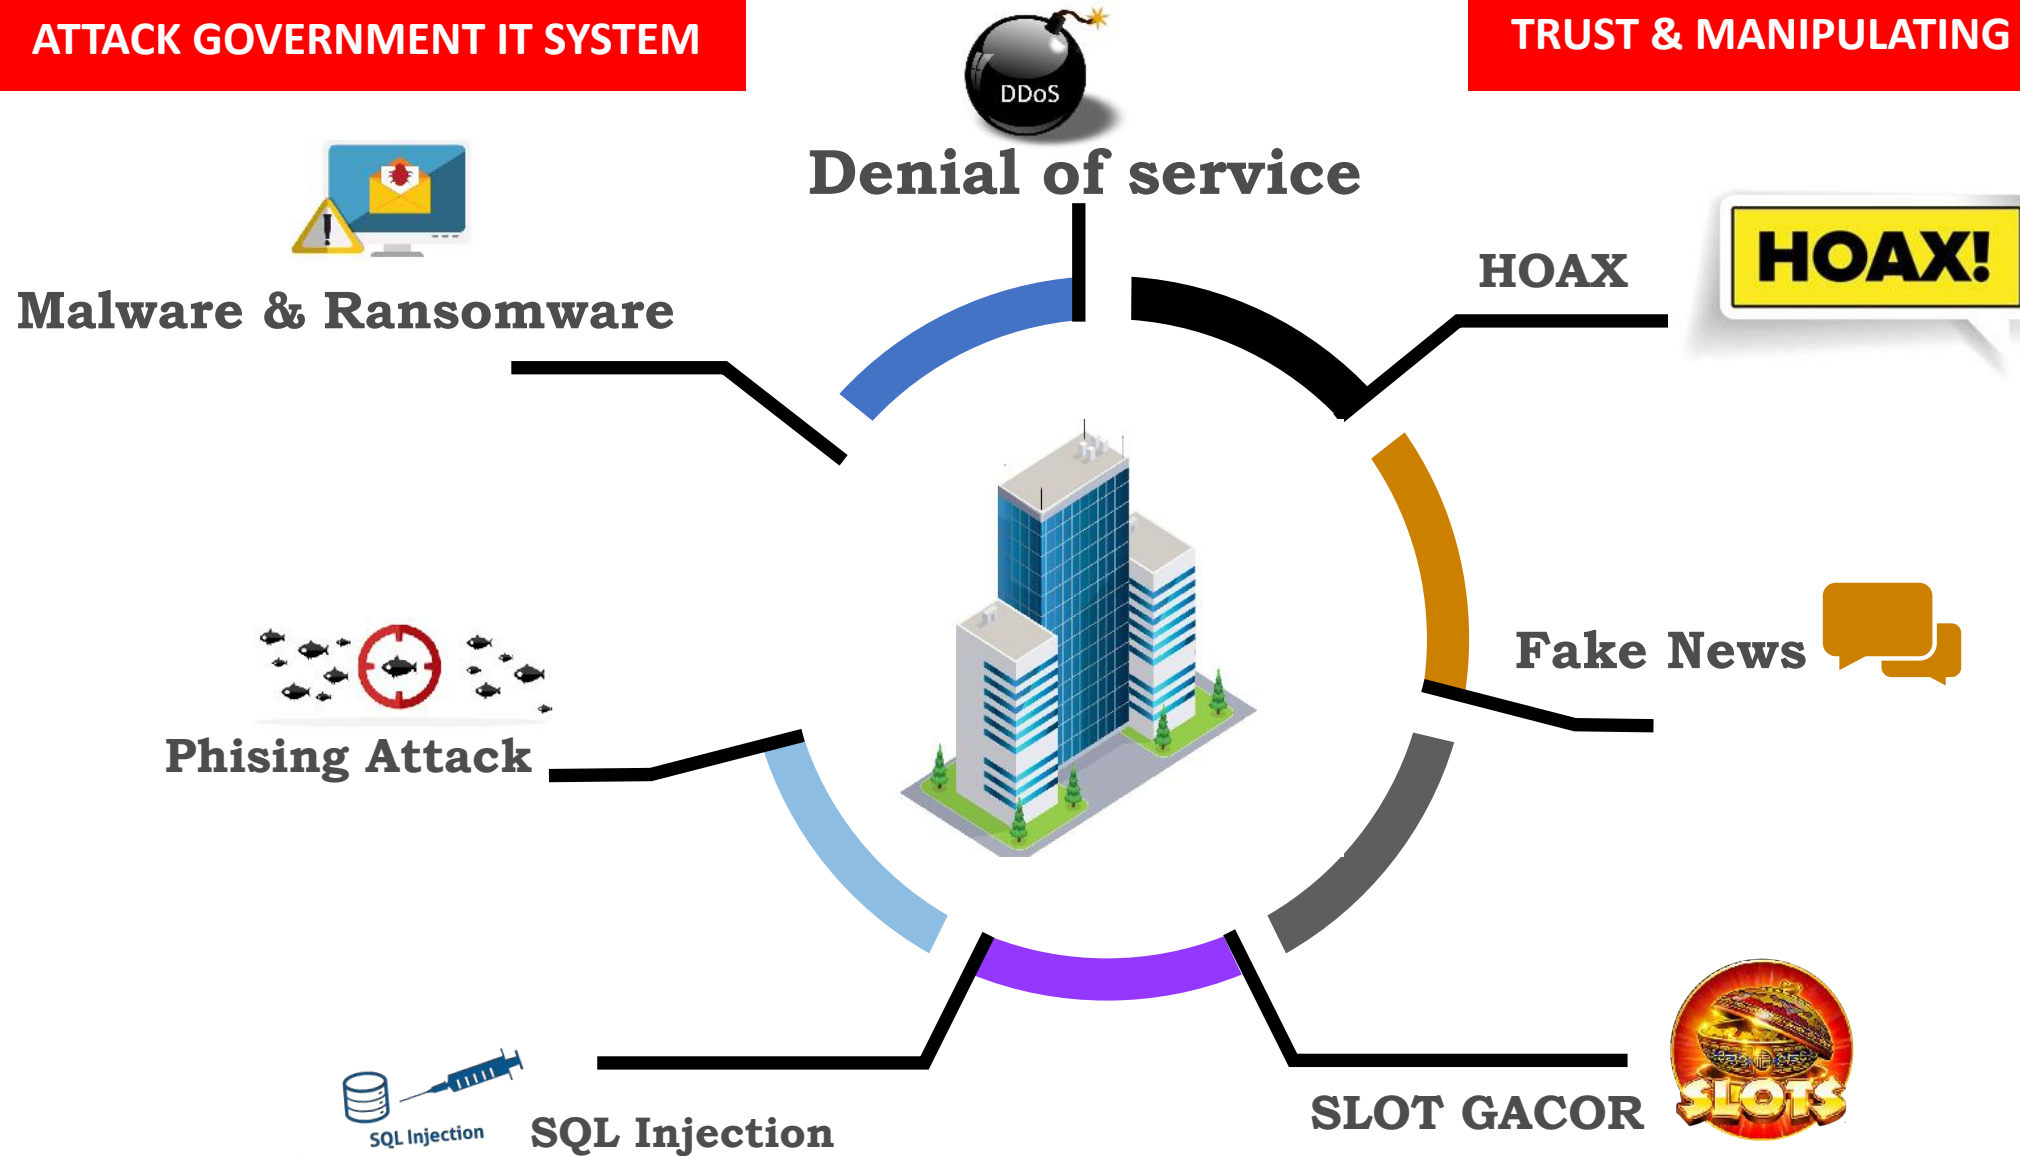 ATTACK GOVERNMENT IT SYSTEM
TRUST & MANIPULATING
DDoS
Denial of service
Malware & Ransomware
HOAX
HOAX!
Fake News
Phising Attack
SLOT GACOR
SLOTS
SQL Injection
SQL Injection